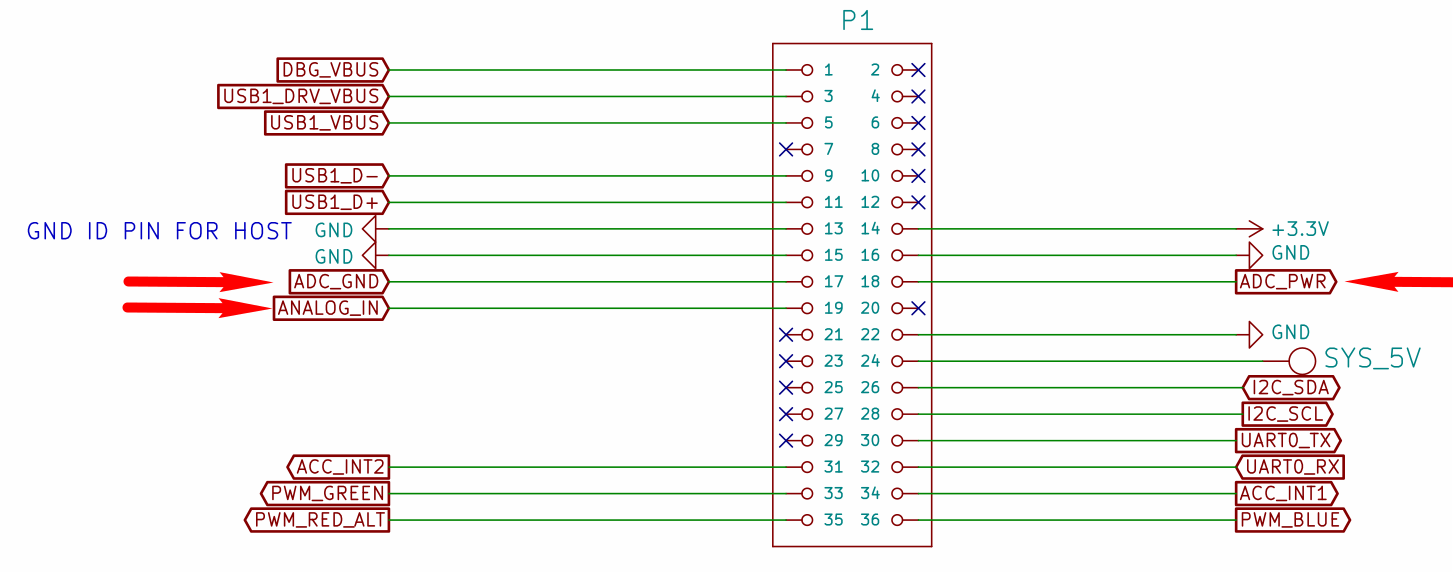 P1
DBG_VBUS 1 2
USB1_DRV_VBUS 3 4
USB1_VBUS 5 6
7 8
USB1_D- 9 10
USB1_D+ 11 12
GND ID PIN FOR HOST GND 13 14 +3.3V
GND 15 16 GND
ADC_GND 17 18 ADC_PWR
ANALOG_IN 19 20
21 22 GND
23 24 SYS_5V
25 26 I2C_SDA
27 28 I2C_SCL
29 30 UART0_TX
ACC_INT2 31 32 UART0_RX
PWM_GREEN 33 34 ACC_INT1
PWM_RED_ALT 35 36 PWM_BLUE